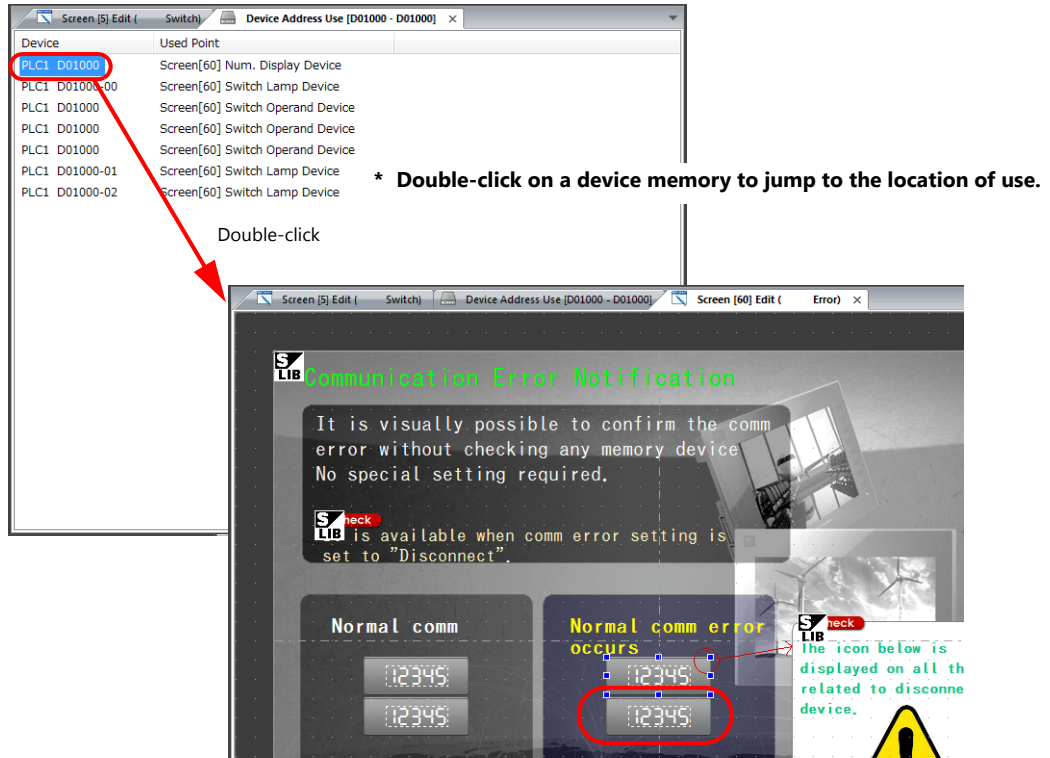 Screen [5] Edit ( Switch) Device Address Use [D01000 - D01000] ×
Device Used Point
PLC1 D01000 Screen[60] Num. Display Device
PLC1 D01000-00 Screen[60] Switch Lamp Device
PLC1 D01000 Screen[60] Switch Operand Device
PLC1 D01000 Screen[60] Switch Operand Device
PLC1 D01000 Screen[60] Switch Operand Device
PLC1 D01000-01 Screen[60] Switch Lamp Device
PLC1 D01000-02 Screen[60] Switch Lamp Device
* Double-click on a device memory to jump to the location of use.
Double-click
Screen [5] Edit ( Switch) Device Address Use [D01000 - D01000] Screen [60] Edit ( Error) ×
S LIB
Communication Error Notification
It is visually possible to confirm the comm
error without checking any memory device
No special setting required.
S LIB
is available when comm error setting is
set to "Disconnect".
Normal comm
12345
12345
Normal comm error
occurs
12345
12345
S LIB
The icon below is
displayed on all th
related to disconne
device.